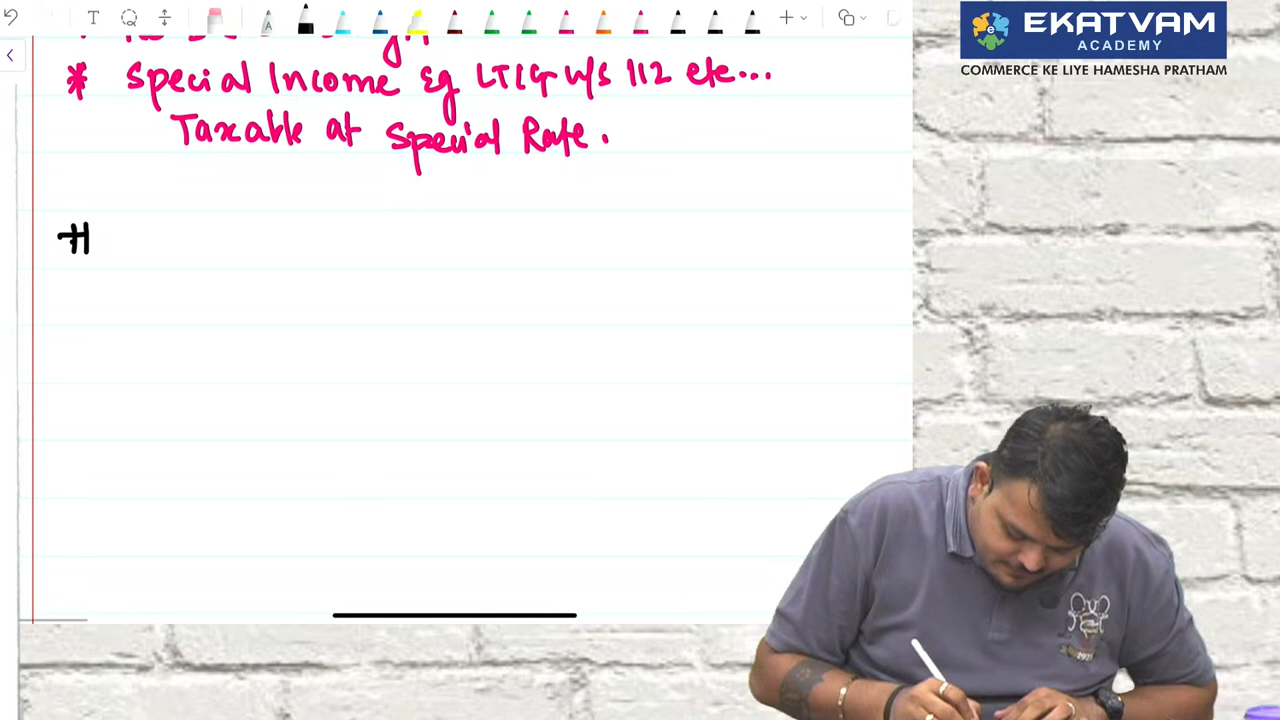 EKATVAM
ACADEMY
COMMERCE KE LIYE HAMESHA PRATHAM
* Special Income eg LTCG u/s 112 etc...
Taxable at Special Rate.
#